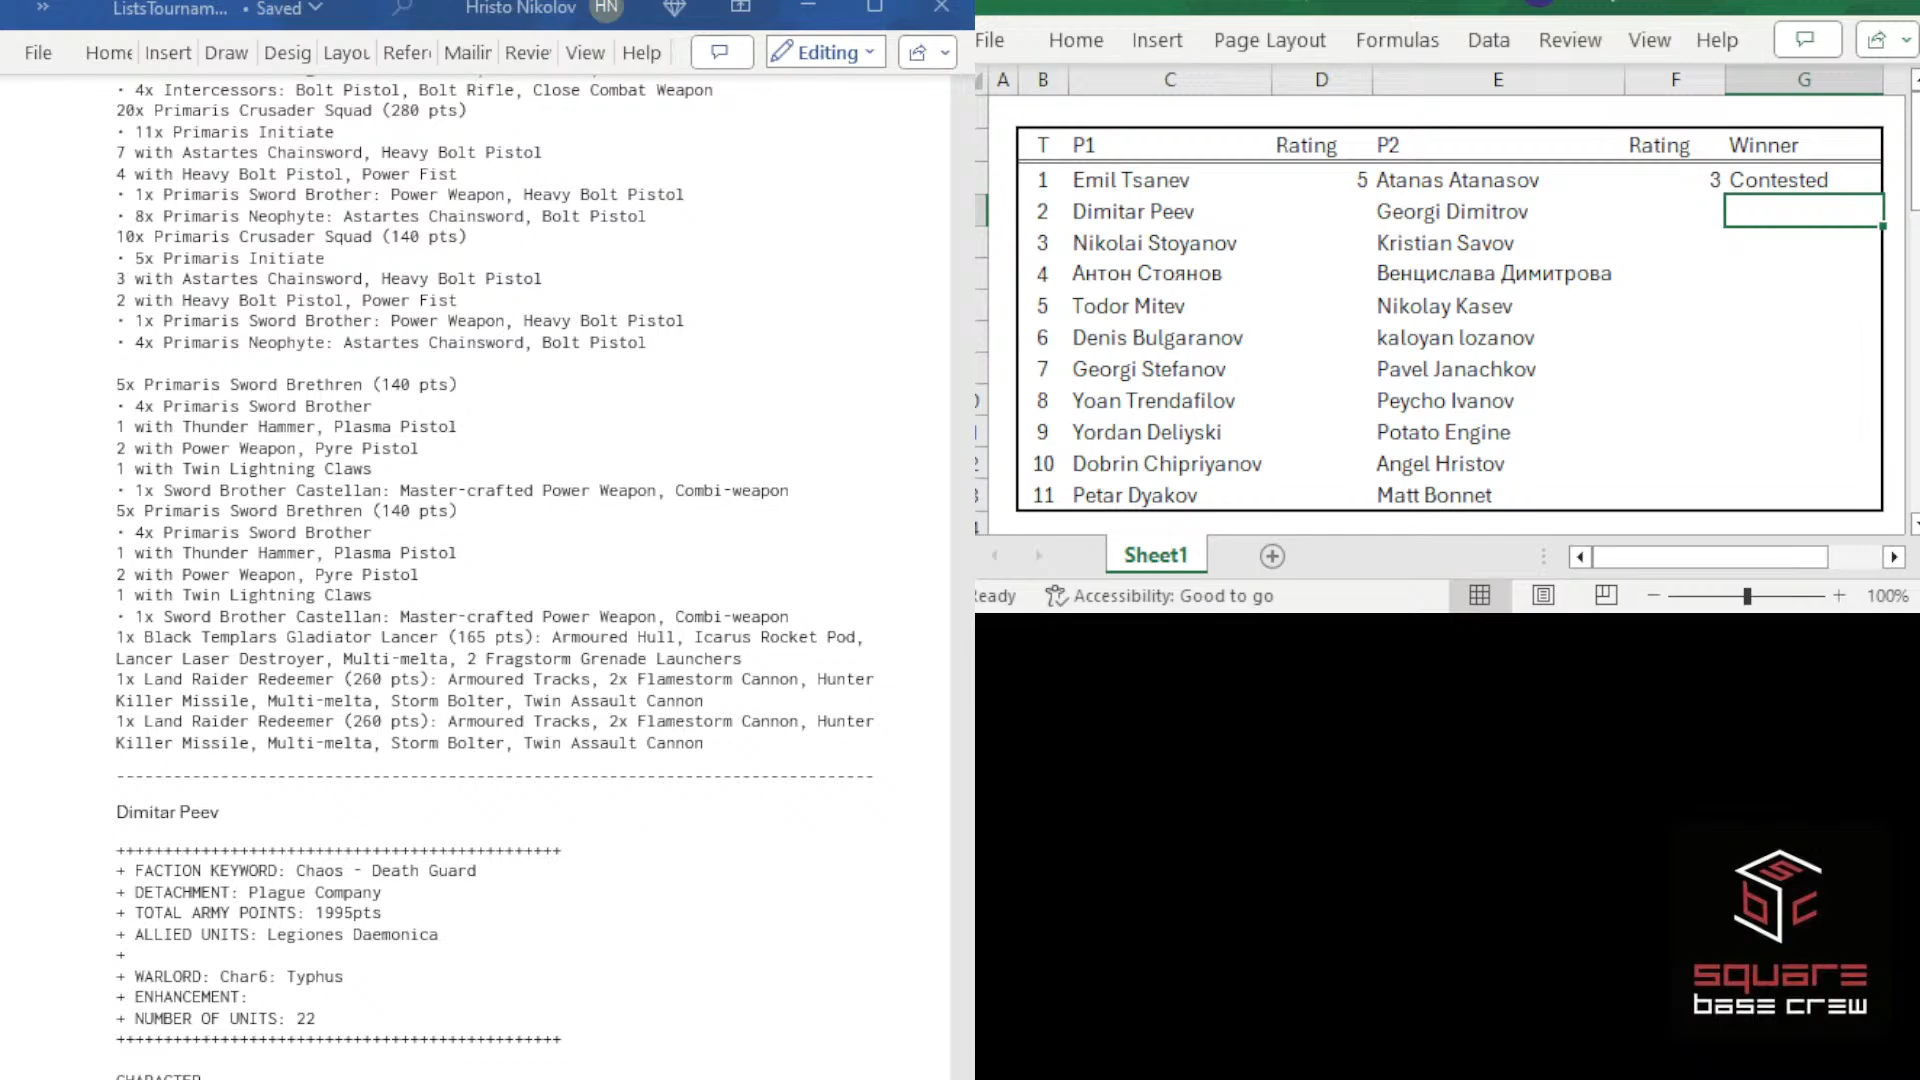 ListsTournam... • Saved
Hristo Nikolov HN
File Home Insert Draw Desig Layou Refer Mailin Revie View Help Editing
· 4x Intercessors: Bolt Pistol, Bolt Rifle, Close Combat Weapon
20x Primaris Crusader Squad (280 pts)
· 11x Primaris Initiate
7 with Astartes Chainsword, Heavy Bolt Pistol
4 with Heavy Bolt Pistol, Power Fist
· 1x Primaris Sword Brother: Power Weapon, Heavy Bolt Pistol
· 8x Primaris Neophyte: Astartes Chainsword, Bolt Pistol
10x Primaris Crusader Squad (140 pts)
· 5x Primaris Initiate
3 with Astartes Chainsword, Heavy Bolt Pistol
2 with Heavy Bolt Pistol, Power Fist
· 1x Primaris Sword Brother: Power Weapon, Heavy Bolt Pistol
· 4x Primaris Neophyte: Astartes Chainsword, Bolt Pistol
5x Primaris Sword Brethren (140 pts)
· 4x Primaris Sword Brother
1 with Thunder Hammer, Plasma Pistol
2 with Power Weapon, Pyre Pistol
1 with Twin Lightning Claws
· 1x Sword Brother Castellan: Master-crafted Power Weapon, Combi-weapon
5x Primaris Sword Brethren (140 pts)
· 4x Primaris Sword Brother
1 with Thunder Hammer, Plasma Pistol
2 with Power Weapon, Pyre Pistol
1 with Twin Lightning Claws
· 1x Sword Brother Castellan: Master-crafted Power Weapon, Combi-weapon
1x Black Templars Gladiator Lancer (165 pts): Armoured Hull, Icarus Rocket Pod,
Lancer Laser Destroyer, Multi-melta, 2 Fragstorm Grenade Launchers
1x Land Raider Redeemer (260 pts): Armoured Tracks, 2x Flamestorm Cannon, Hunter
Killer Missile, Multi-melta, Storm Bolter, Twin Assault Cannon
1x Land Raider Redeemer (260 pts): Armoured Tracks, 2x Flamestorm Cannon, Hunter
Killer Missile, Multi-melta, Storm Bolter, Twin Assault Cannon
--------------------------------------------------------------------------------
Dimitar Peev
+++++++++++++++++++++++++++++++++++++++++++++++
+ FACTION KEYWORD: Chaos - Death Guard
+ DETACHMENT: Plague Company
+ TOTAL ARMY POINTS: 1995pts
+ ALLIED UNITS: Legiones Daemonica
+
+ WARLORD: Char6: Typhus
+ ENHANCEMENT:
+ NUMBER OF UNITS: 22
+++++++++++++++++++++++++++++++++++++++++++++++
CHARACTER
File Home Insert Page Layout Formulas Data Review View Help
A B C D E F G
T P1 Rating P2 Rating Winner
1 Emil Tsanev 5 Atanas Atanasov 3 Contested
2 Dimitar Peev Georgi Dimitrov
3 Nikolai Stoyanov Kristian Savov
4 Антон Стоянов Венцислава Димитрова
5 Todor Mitev Nikolay Kasev
6 Denis Bulgaranov kaloyan lozanov
7 Georgi Stefanov Pavel Janachkov
8 Yoan Trendafilov Peycho Ivanov
9 Yordan Deliyski Potato Engine
10 Dobrin Chipriyanov Angel Hristov
11 Petar Dyakov Matt Bonnet
Sheet1
Ready Accessibility: Good to go 100%
sbc
square
base crew